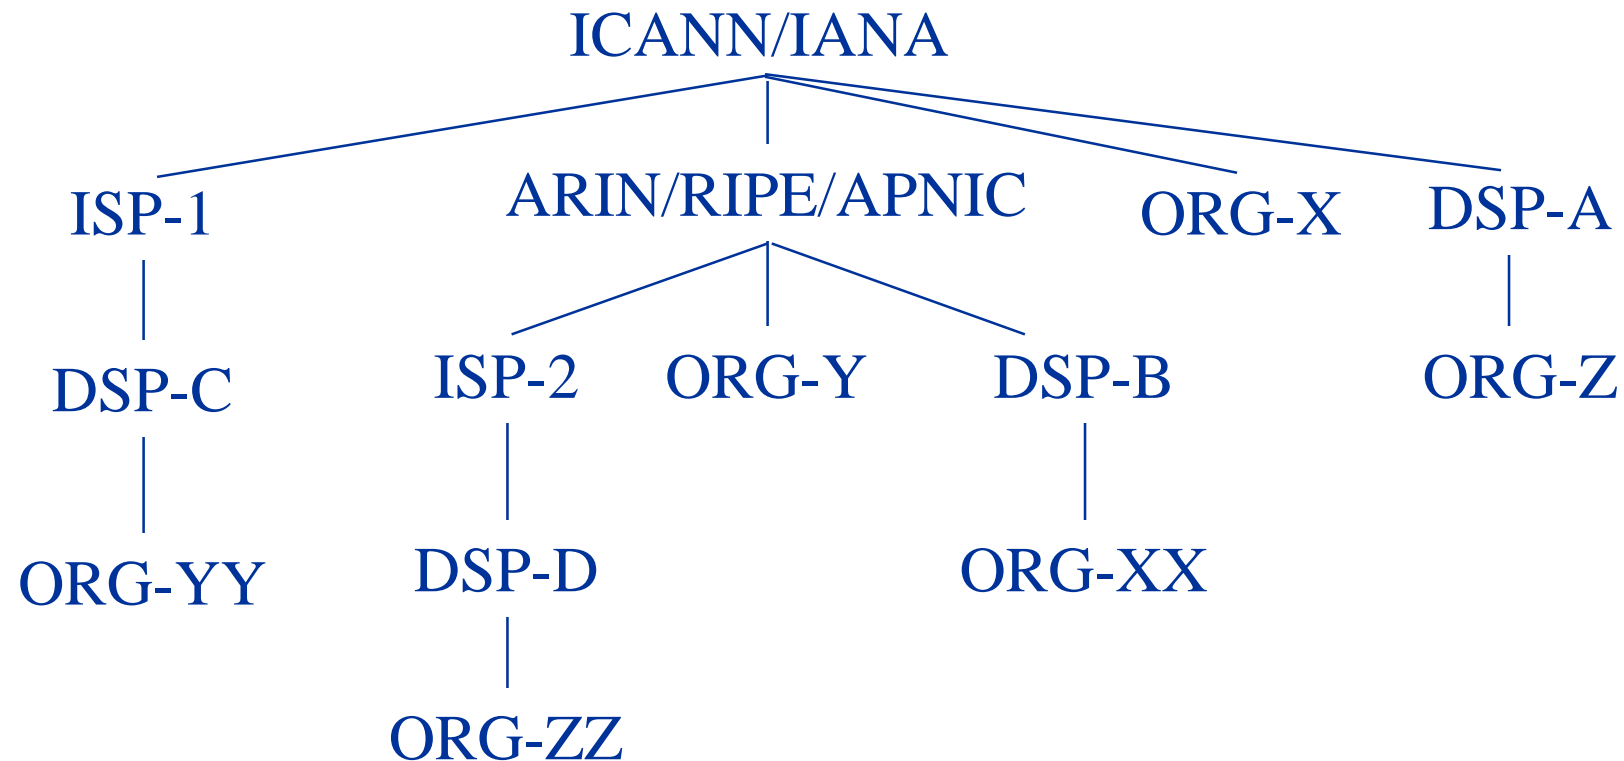 ICANN/IANA
ISP-1 ARIN/RIPE/APNIC ORG-X DSP-A
DSP-C ISP-2 ORG-Y DSP-B ORG-Z
ORG-YY DSP-D ORG-XX
ORG-ZZ